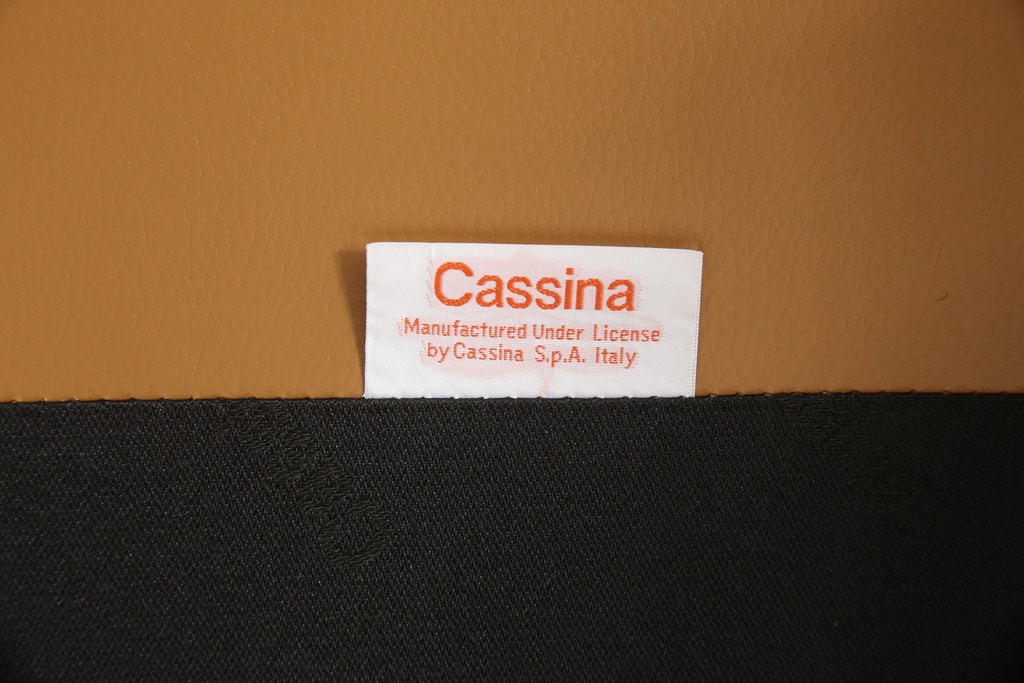 Cassina
Manufactured Under License
by Cassina S.p.A. Italy